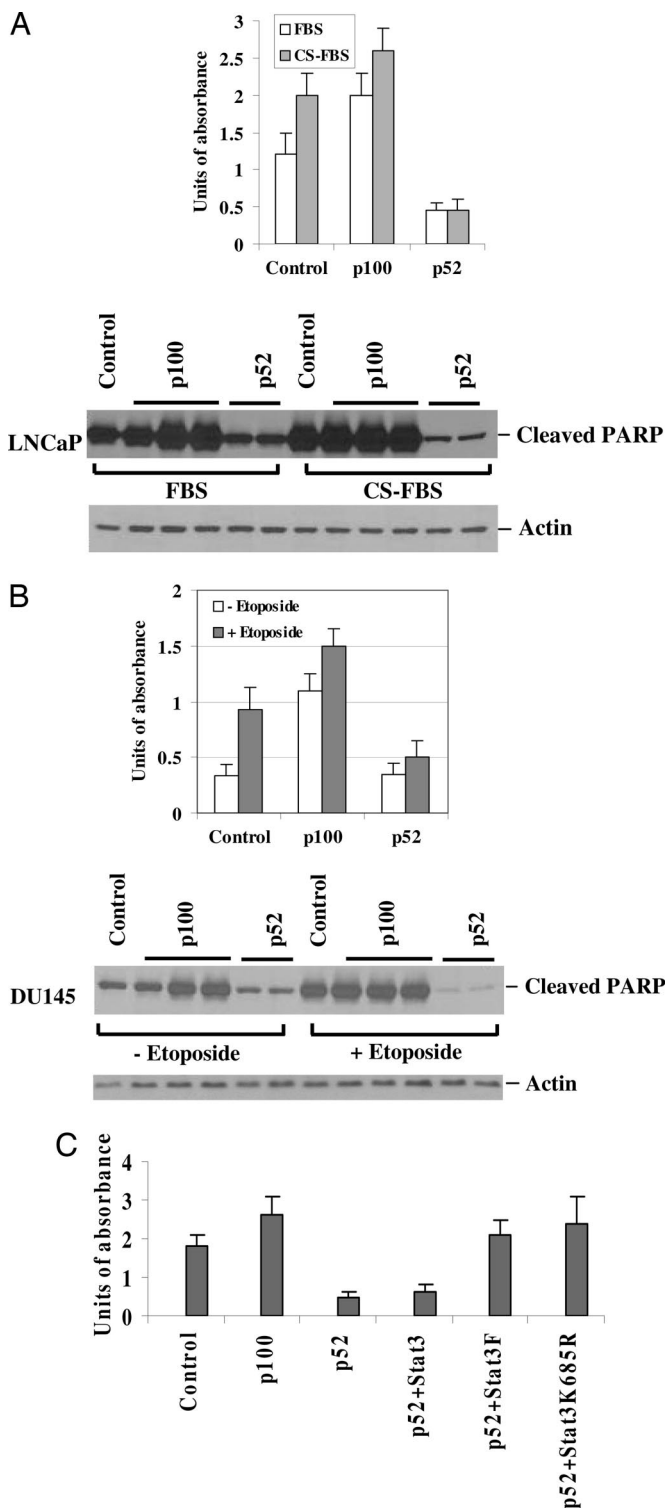 A
3
2.5
2
1.5
1
0.5
0
Units of absorbance
FBS
CS-FBS
Control p100 p52
Control p100 p52 Control p100 p52
LNCaP
Cleaved PARP
FBS CS-FBS
Actin
B
2
1.5
1
0.5
0
Units of absorbance
- Etoposide
+ Etoposide
Control p100 p52
Control p100 p52 Control p100 p52
DU145
Cleaved PARP
- Etoposide + Etoposide
Actin
C
4
3
2
1
0
Units of absorbance
Control
p100
p52
p52+Stat3
p52+Stat3F
p52+Stat3K685R